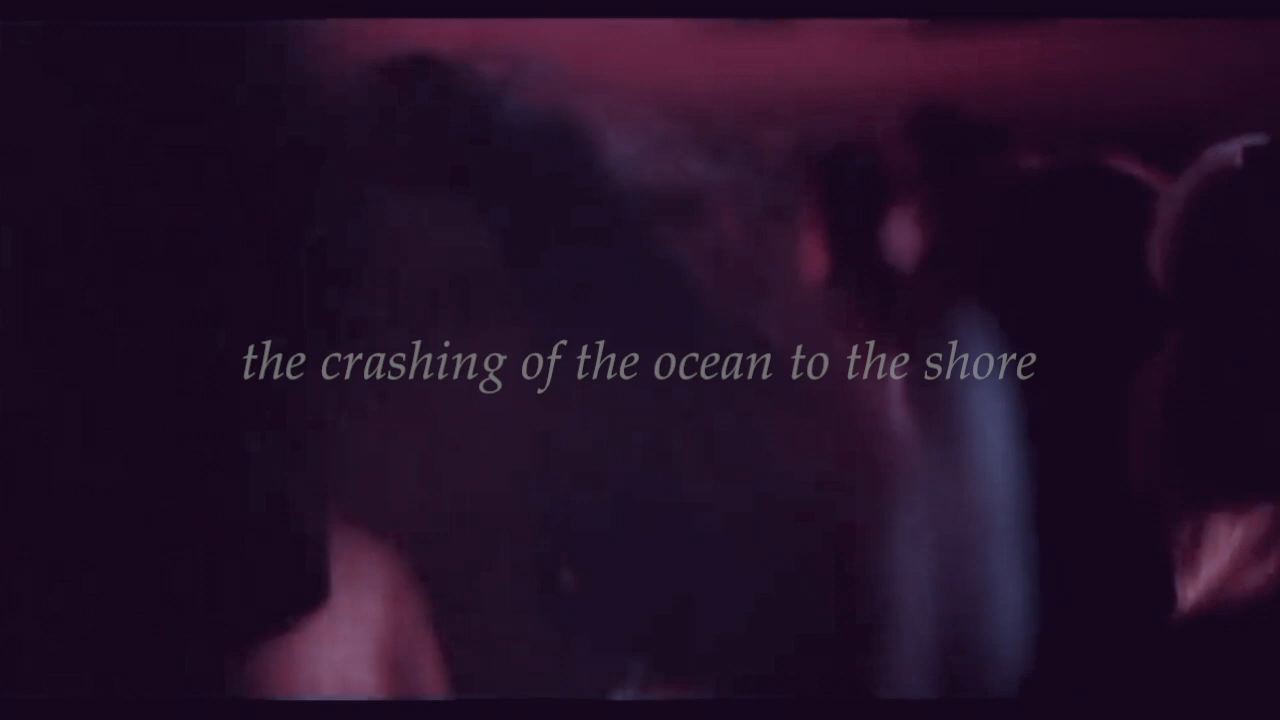 the crashing of the ocean to the shore